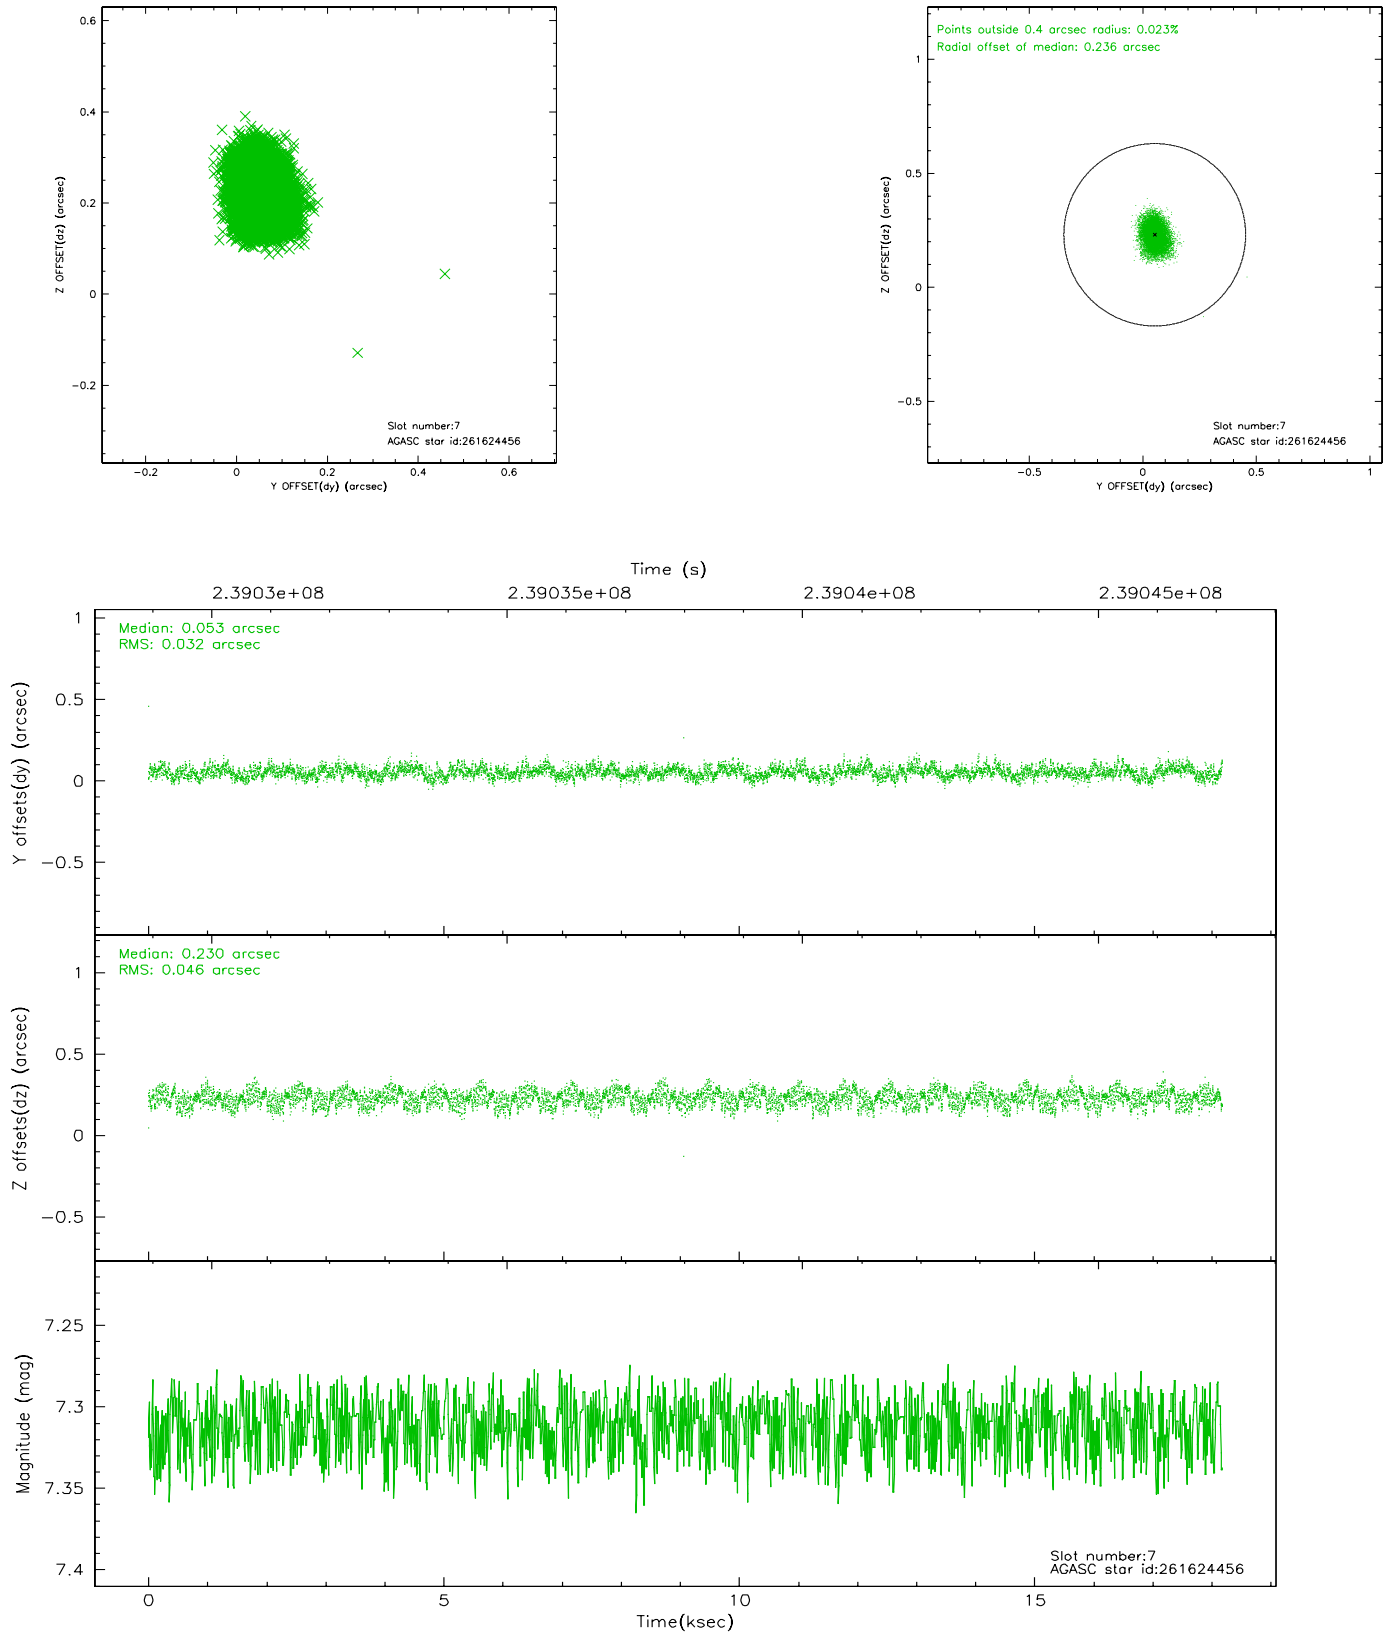 0.6
0.4
0.2
0
−0.2
Z OFFSET(dz) (arcsec)
Slot number:7
AGASC star id:261624456
−0.2 0 0.2 0.4 0.6
Y OFFSET(dy) (arcsec)
Points outside 0.4 arcsec radius: 0.023%
Radial offset of median: 0.236 arcsec
1
0.5
0
−0.5
Z OFFSET(dz) (arcsec)
Slot number:7
AGASC star id:261624456
−0.5 0 0.5 1
Y OFFSET(dy) (arcsec)
Time (s)
2.3903e+08 2.39035e+08 2.3904e+08 2.39045e+08
Median: 0.053 arcsec
RMS: 0.032 arcsec
1
0.5
0
−0.5
Y offsets(dy) (arcsec)
Median: 0.230 arcsec
RMS: 0.046 arcsec
1
0.5
0
−0.5
Z offsets(dz) (arcsec)
7.25
7.3
7.35
7.4
Magnitude (mag)
Slot number:7
AGASC star id:261624456
0 5 10 15
Time(ksec)